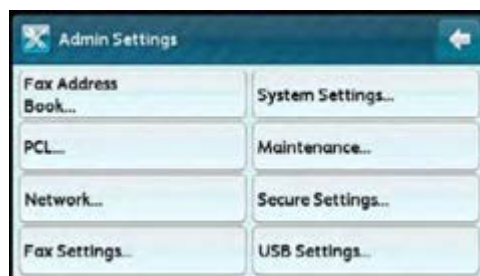 Admin Settings
Fax Address
Book...
System Settings...
PCL...
Maintenance...
Network...
Secure Settings...
Fax Settings...
USB Settings...